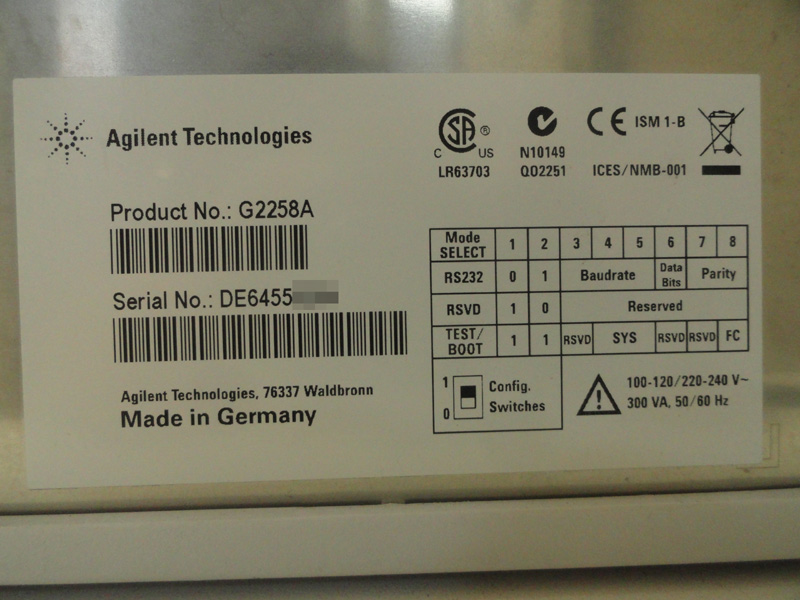 Agilent Technologies
Product No.: G2258A
Serial No.: DE6455
Agilent Technologies, 76337 Waldbronn
Made in Germany
SA ®
C US
LR63703
N10149
Q02251
CE ISM 1-B
ICES/NMB-001
Mode SELECT 1 2 3 4 5 6 7 8
RS232 0 1 Baudrate Data Bits Parity
RSVD 1 0 Reserved
TEST/BOOT 1 1 RSVD SYS RSVD RSVD FC
1
0
Config.
Switches
100-120/220-240 V~
300 VA, 50/60 Hz